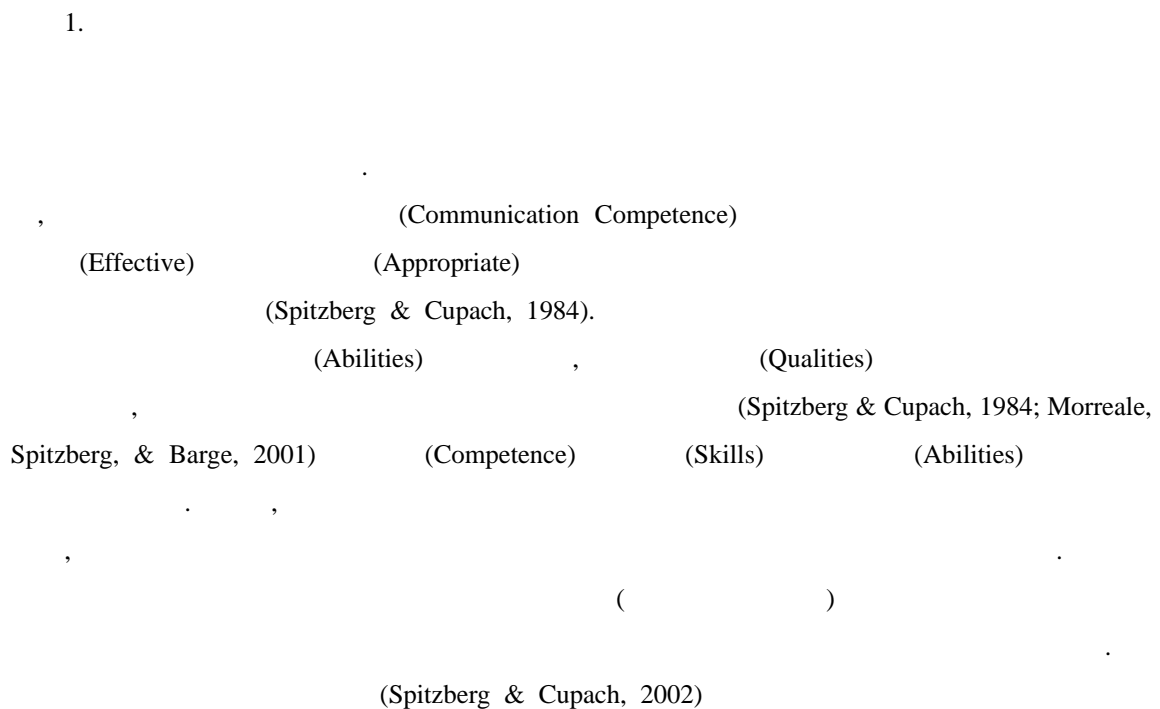 1.
.
, (Communication Competence)
(Effective) (Appropriate)
(Spitzberg & Cupach, 1984).
(Abilities) , (Qualities)
, (Spitzberg & Cupach, 1984; Morreale,
Spitzberg, & Barge, 2001) (Competence) (Skills) (Abilities)
. ,
, .
( )
.
(Spitzberg & Cupach, 2002)